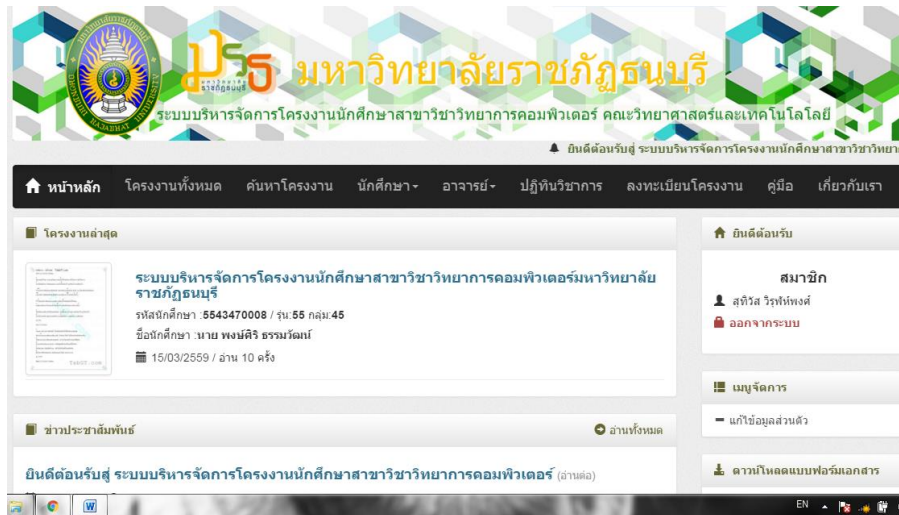 มหาวิทยาลัยราชภัฏธนบุรี
ระบบบริหารจัดการโครงงานนักศึกษาสาขาวิชาวิทยาการคอมพิวเตอร์ คณะวิทยาศาสตร์และเทคโนโลโลยี
ยินดีต้อนรับสู่ ระบบบริหารจัดการโครงงานนักศึกษาสาขาวิชาวิทยา
หน้าหลัก โครงงานทั้งหมด ค้นหาโครงงาน นักศึกษา อาจารย์ ปฏิทินวิชาการ ลงทะเบียนโครงงาน คู่มือ เกี่ยวกับเรา
โครงงานล่าสุด
ระบบบริหารจัดการโครงงานนักศึกษาสาขาวิชาวิทยาการคอมพิวเตอร์มหาวิทยาลัย
ราชภัฏธนบุรี
รหัสนักศึกษา :5543470008 / รุ่น:55 กลุ่ม:45
ชื่อนักศึกษา :นาย พงษ์ศิริ ธรรมวัฒน์
15/03/2559 / อ่าน 10 ครั้ง
ข่าวประชาสัมพันธ์ อ่านทั้งหมด
ยินดีต้อนรับสู่ ระบบบริหารจัดการโครงงานนักศึกษาสาขาวิชาวิทยาการคอมพิวเตอร์ (อ่านต่อ)
ยินดีต้อนรับ
สมาชิก
สุทิวัส วิรุฬห์พงศ์
ออกจากระบบ
เมนูจัดการ
แก้ไข้อมูลส่วนตัว
ดาวน์โหลดแบบฟอร์มเอกสาร
EN